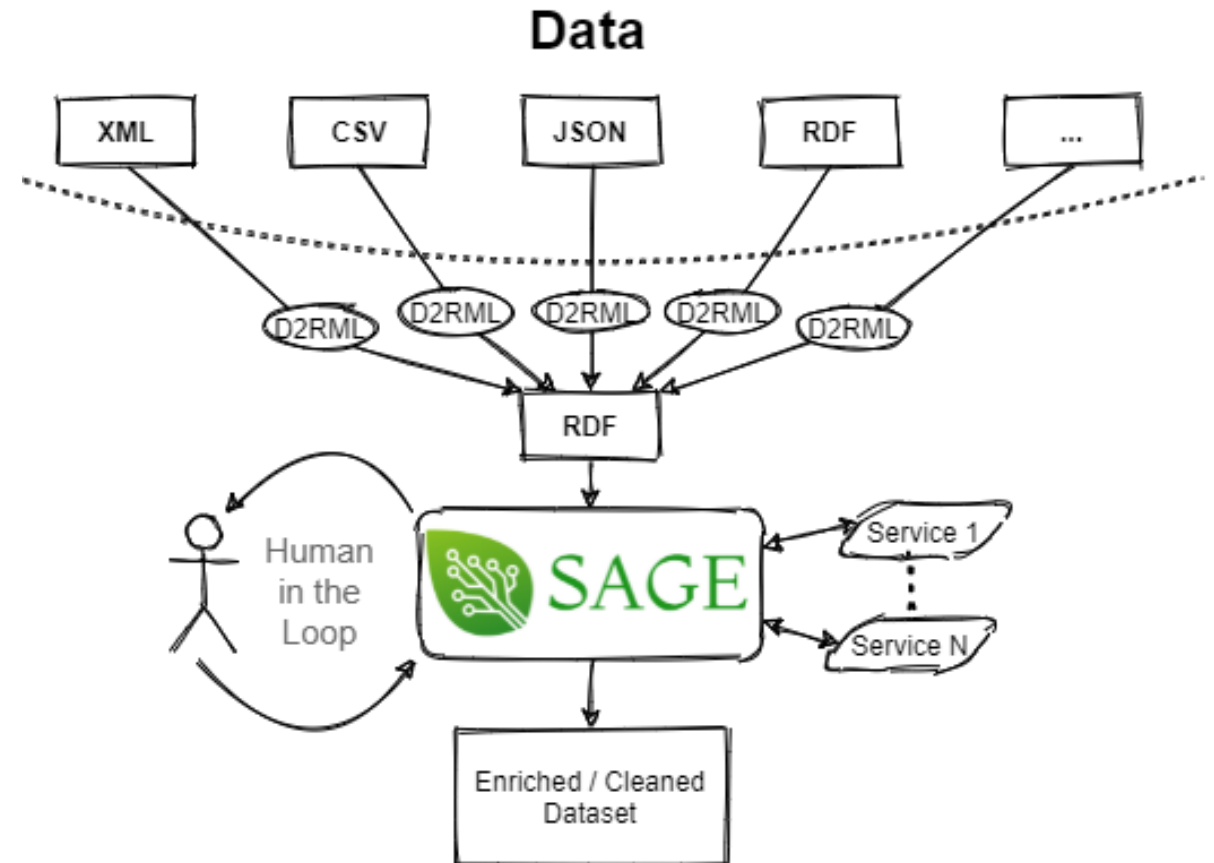 Data
XML
CSV
JSON
RDF
...
D2RML
D2RML
D2RML
D2RML
D2RML
RDF
Human
in the
Loop
SAGE
Service 1
Service N
Enriched / Cleaned
Dataset